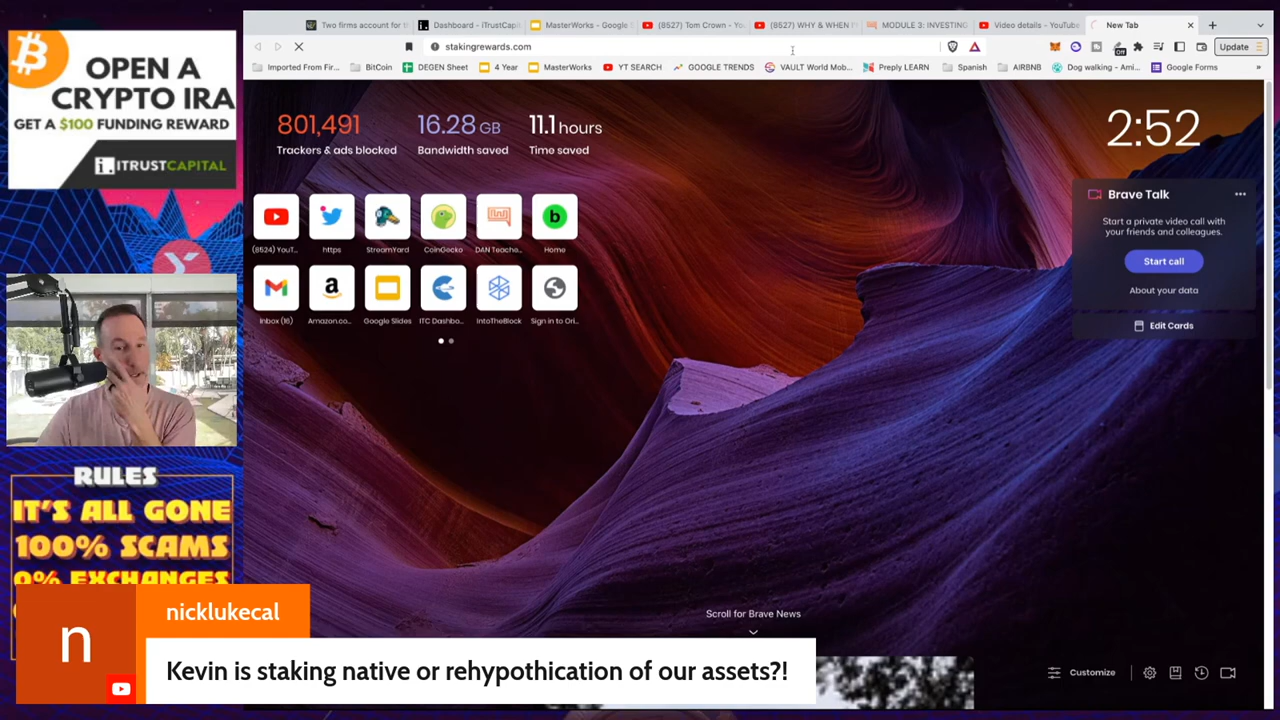 OPEN A
CRYPTO IRA
GET A $100 FUNDING REWARD
i. iTRUSTCAPITAL
RULES
IT'S ALL GONE
100% SCAMS
0% EXCHANGES
Two firms account for t
Dashboard - iTrustCapi
MasterWorks - Google S
(8527) Tom Crown - Yo
(8527) WHY & WHEN I
MODULE 3: INVESTING
Video details - YouTube
New Tab
stakingrewards.com
Off
Update
Imported From Fir...
BitCoin
DEGEN Sheet
4 Year
MasterWorks
YT SEARCH
GOOGLE TRENDS
VAULT World Mob...
Preply LEARN
Spanish
AIRBNB
Dog walking - Ami...
Google Forms
801,491
Trackers & ads blocked
16.28 GB
Bandwidth saved
11.1 hours
Time saved
2:52
(8524) YouT...
https
StreamYard
CoinGecko
DAN Teache...
Home
Inbox (16)
Amazon.co...
Google Slides
ITC Dashbo...
IntoTheBlock
Sign in to Ori...
Brave Talk
Start a private video call with
your friends and colleagues.
Start call
About your data
Edit Cards
Scroll for Brave News
Customize
n
nicklukecal
Kevin is staking native or rehypothication of our assets?!